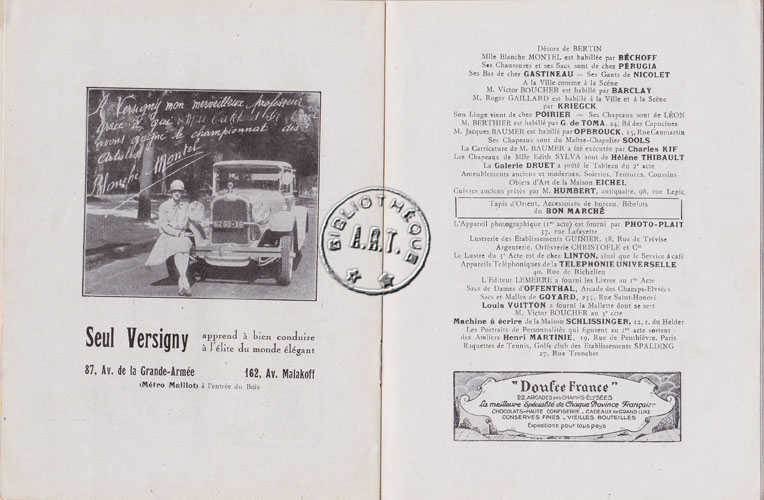 A Versigny mon merveilleux professeur
grâce à qui Miss Oakland et moi
avons gagné le championnat des
Artistes
Blanche Montel
Seul Versigny apprend à bien conduire
à l'élite du monde élégant
87, Av. de la Grande-Armée 162, Av. Malakoff
(Métro Maillot) à l'entrée du Bois
BIBLIOTHÈQUE
A.R.T.
Décors de BERTIN
Mlle Blanche MONTEL est habillée par BÉCHOFF
Ses Chaussures et ses Sacs sont de chez PÉRUGIA
Ses Bas de chez GASTINEAU — Ses Gants de NICOLET
A la Ville comme à la Scène
M. Victor BOUCHER est habillé par BARCLAY
M. Roger GAILLARD est habillé à la Ville et à la Scène
par KRIEGCK
Son Linge vient de chez POIRIER — Ses Chapeaux sont de LÉON
M. BERTHIER est habillé par G. de TOMA, 24, Bd des Capucines
M. Jacques BAUMER est habillé par OPBROUCK, 15, Rue Caumartin
Ses Chapeaux sont du Maître-Chapelier SOOLS
La Carricature de M. BAUMER a été exécutée par Charles KIF
Les Chapeaux de Mlle Edith SYLVA sont de Hélène THIBAULT
La Galerie DRUET a prêté le Tableau du 2e acte
Ameublements anciens et modernes, Soieries, Tentures, Coussins
Objets d'Art de la Maison EICHEL
Cuivres anciens prêtés par M. HUMBERT, antiquaire, 98, rue Lepic.
Tapis d'Orient, Accessoires de bureau, Bibelots
du BON MARCHÉ
L'Appareil photographique (1er acte) est fourni par PHOTO-PLAIT
37, rue Lafayette
Lustrerie des Etablissements GUINIER, 38, Rue de Trévise
Argenterie, Orfèvrerie CHRISTOFLE et Cie
Le Lustre du 3e Acte est de chez LINTON, ainsi que le Service à café
Appareils Téléphoniques de la TELEPHONIE UNIVERSELLE
40, Rue de Richelieu
L'Editeur LEMERRE a fourni les Livres au 1er Acte
Sacs de Dames d'OFFENTHAL, Arcade des Champs-Elysées
Sacs et Malles de GOYARD, 233, Rue Saint-Honoré
Louis VUITTON a fourni la Mallette dont se sert
M. Victor BOUCHER au 3e acte
Machine à écrire de la Maison SCHLISSINGER, 12, r. du Helder
Les Portraits de Personnalités qui figurent au 1er acte sortent
des Ateliers Henri MARTINIE, 19, Rue de Penthièvre, Paris
Raquettes de Tennis, Golfs club des Etablissements SPALDING
27, Rue Tronchet
"Doulce France"
22, ARCADES DES CHAMPS-ÉLYSÉES
La meilleure Spécialité de Chaque Province Française
CHOCOLATS-HAUTE CONFISERIE - CADEAUX DE GRAND LUXE
CONSERVES FINES - VIEILLES BOUTEILLES
Expéditions pour tous pays